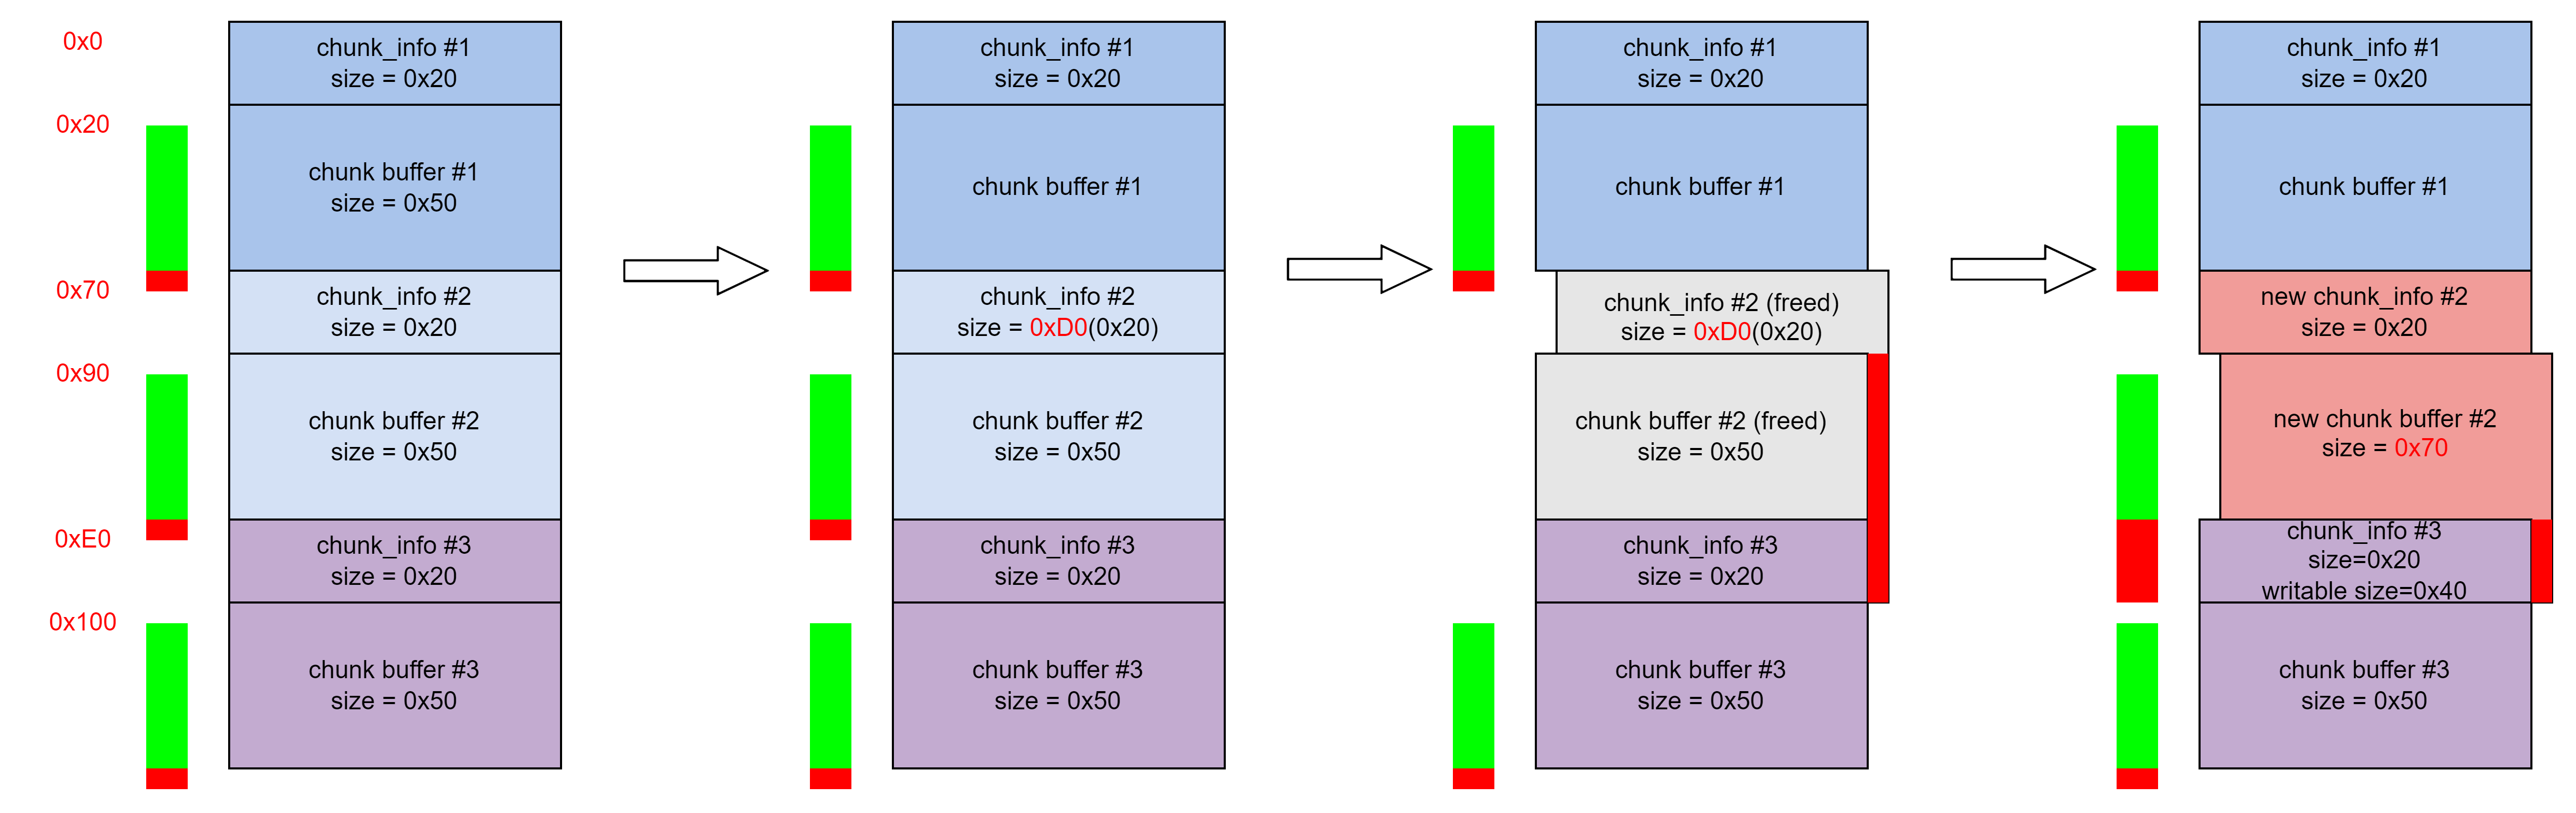 0x0
0x20
0x70
0x90
0xE0
0x100
chunk_info #1
size = 0x20
chunk buffer #1
size = 0x50
chunk_info #2
size = 0x20
chunk buffer #2
size = 0x50
chunk_info #3
size = 0x20
chunk buffer #3
size = 0x50
chunk_info #1
size = 0x20
chunk buffer #1
chunk_info #2
size = 0xD0(0x20)
chunk buffer #2
size = 0x50
chunk_info #3
size = 0x20
chunk buffer #3
size = 0x50
chunk_info #1
size = 0x20
chunk buffer #1
chunk_info #2 (freed)
size = 0xD0(0x20)
chunk buffer #2 (freed)
size = 0x50
chunk_info #3
size = 0x20
chunk buffer #3
size = 0x50
chunk_info #1
size = 0x20
chunk buffer #1
new chunk_info #2
size = 0x20
new chunk buffer #2
size = 0x70
chunk_info #3
size=0x20
writable size=0x40
chunk buffer #3
size = 0x50